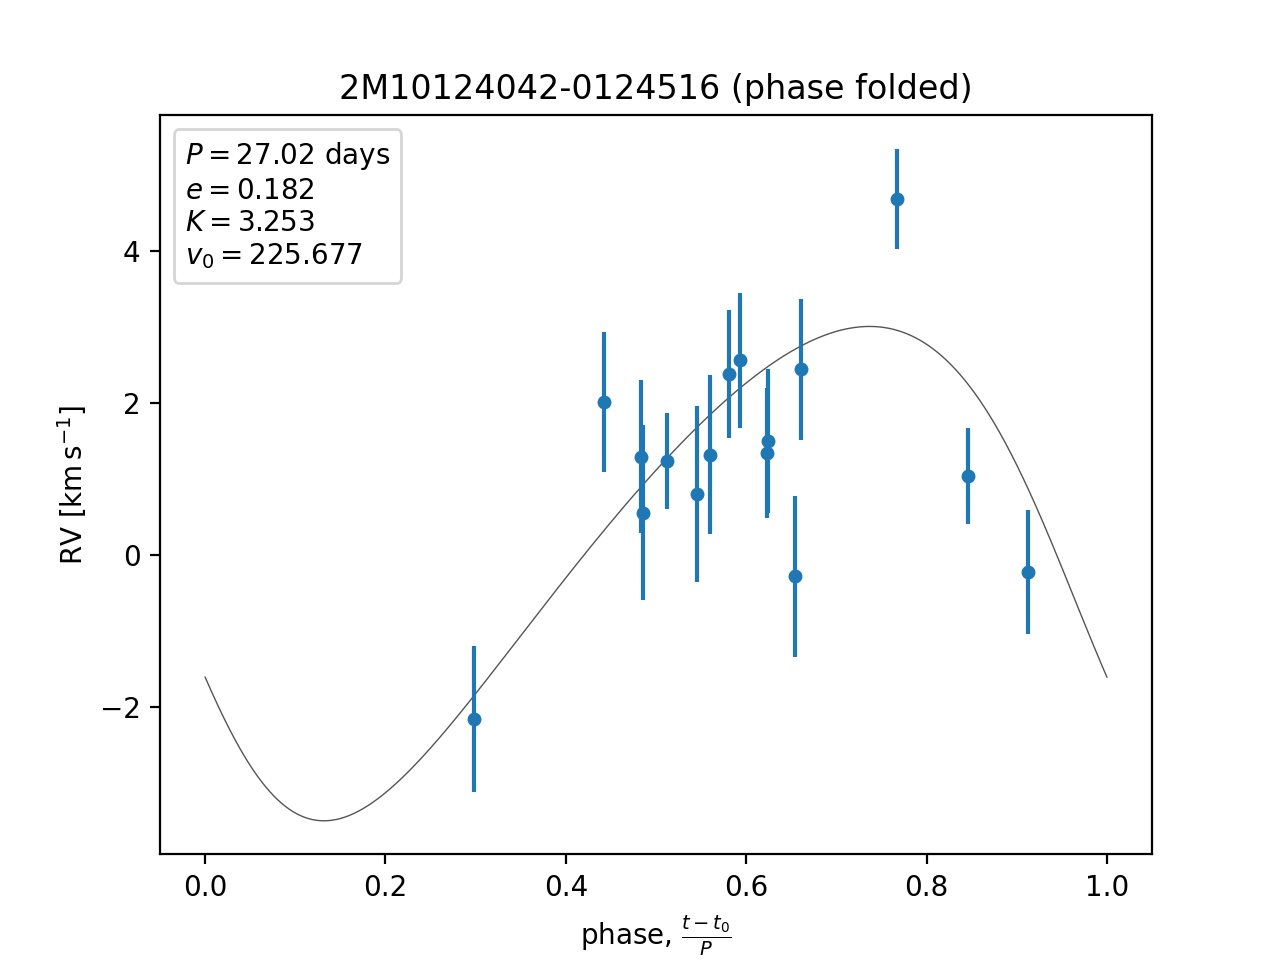 2M10124042-0124516 (phase folded)
P = 27.02 days
e = 0.182
K = 3.253
v₀ = 225.677
4
2
0
−2
RV [km s⁻¹]
0.0 0.2 0.4 0.6 0.8 1.0
phase, (t − t₀)/P